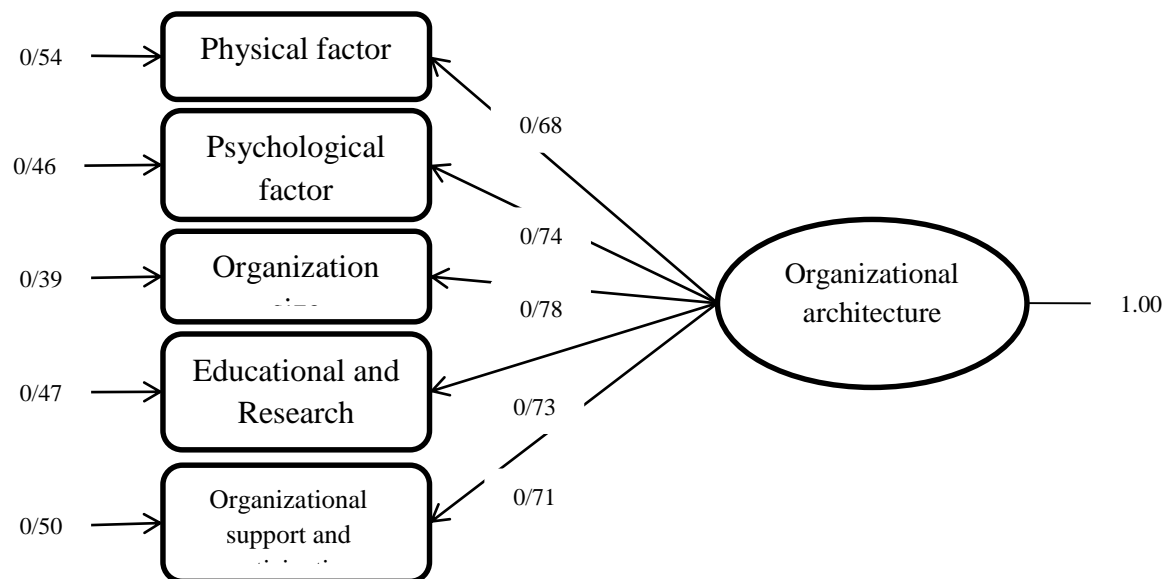 0/54
Physical factor
0/68
0/46
Psychological
factor
0/74
0/39
Organization
0/78
Organizational
architecture
1.00
0/47
Educational and
Research
0/73
0/50
Organizational
support and
0/71